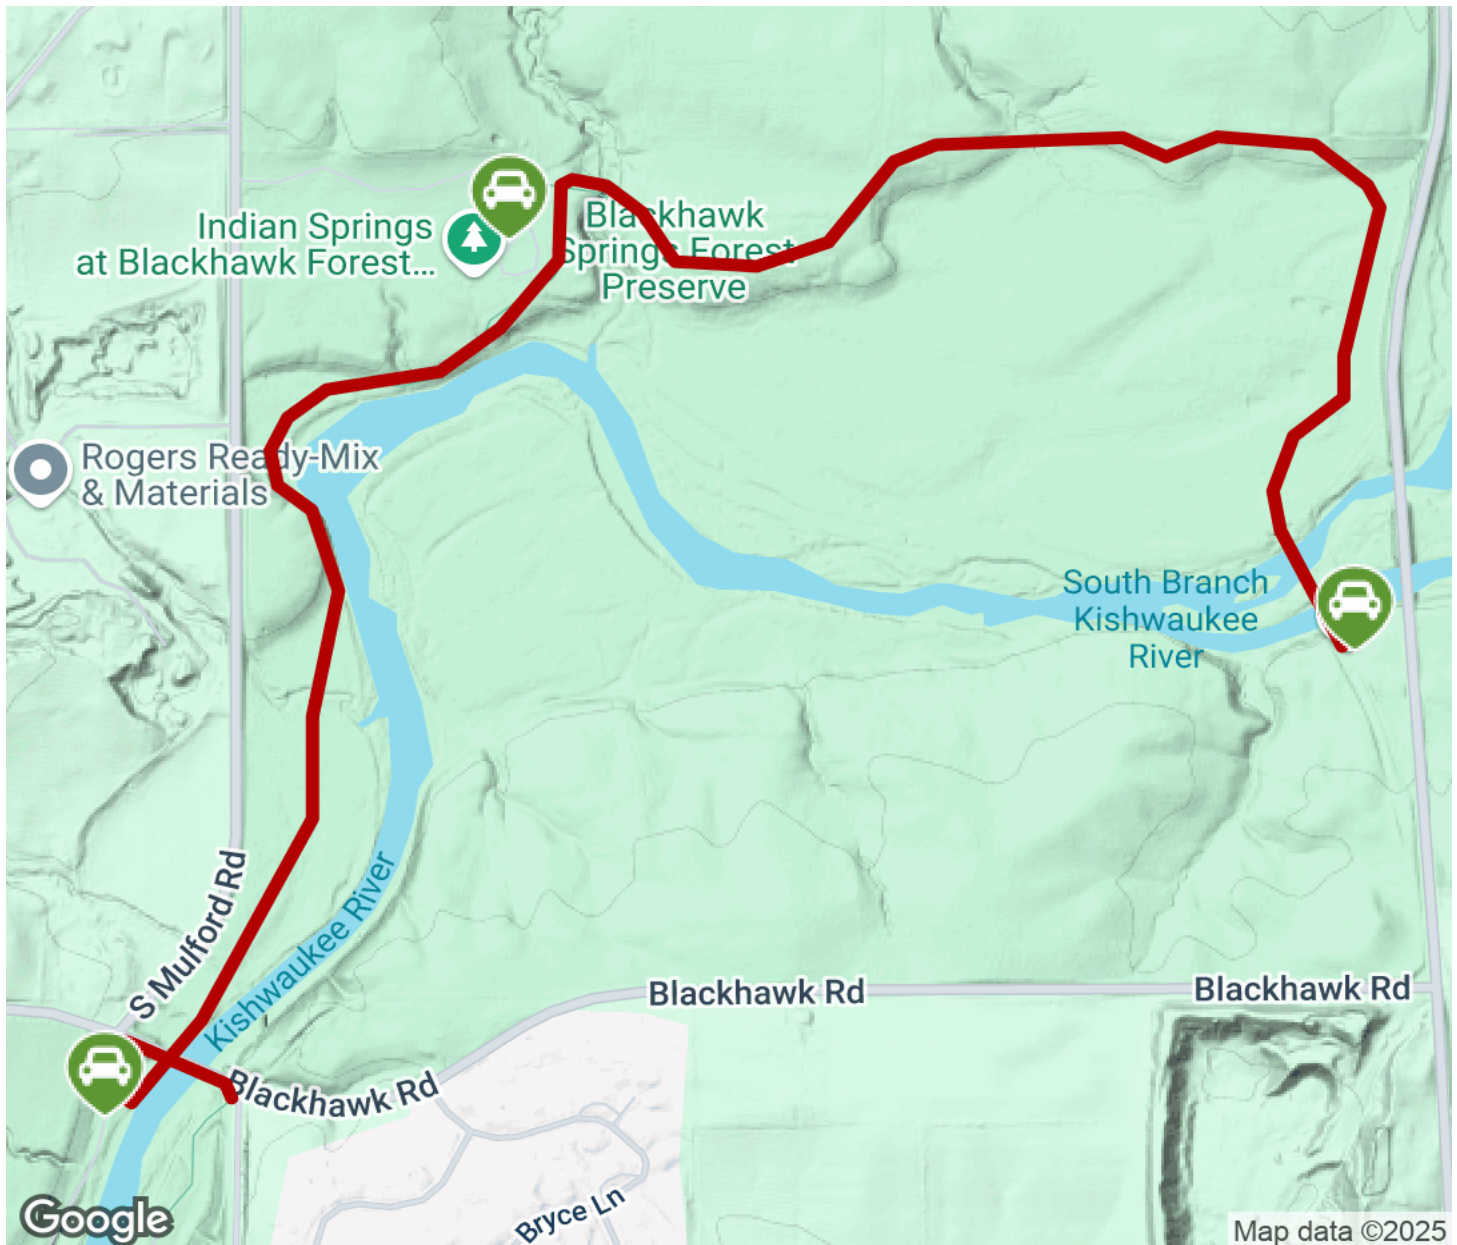 Indian Springs
at Blackhawk Forest...
Blackhawk
Springs Forest
Preserve
Rogers Ready-Mix
& Materials
South Branch
Kishwaukee
River
S Mulford Rd
Kishwaukee River
Blackhawk Rd
Blackhawk Rd
Blackhawk Rd
Bryce Ln
Google
Map data ©2025